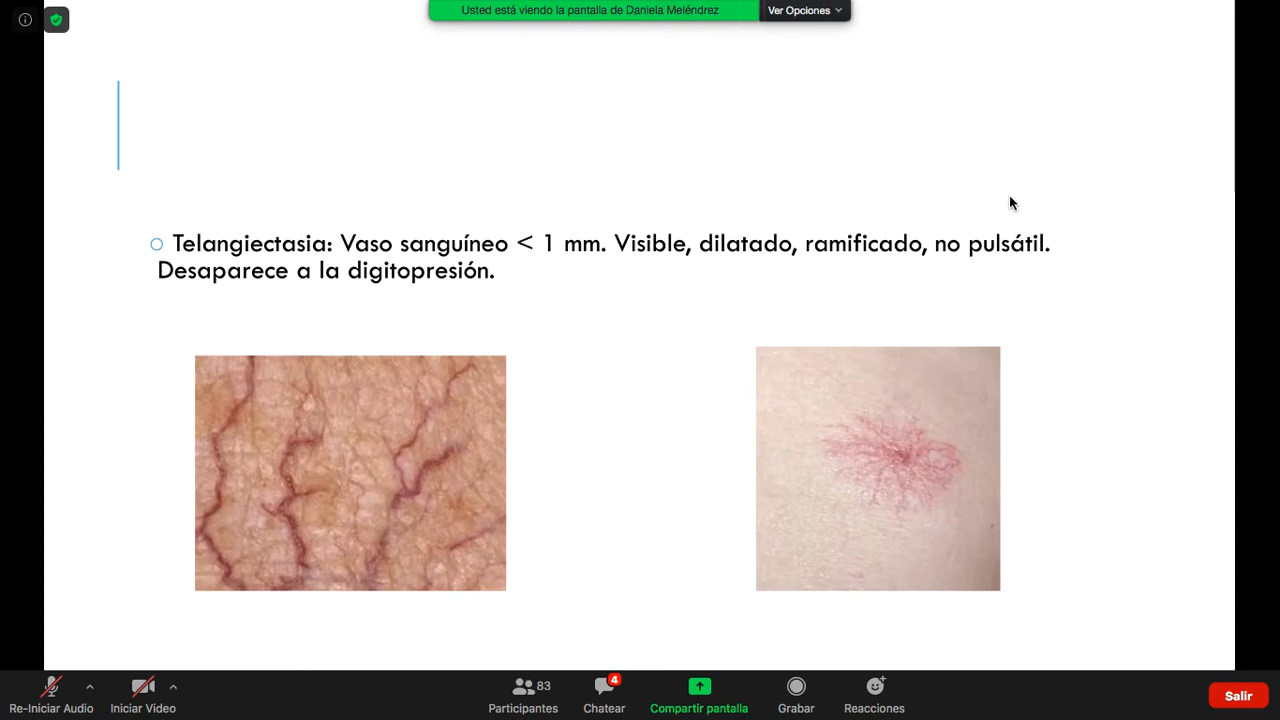 Usted está viendo la pantalla de Daniela Meléndrez
Ver Opciones
Telangiectasia: Vaso sanguíneo < 1 mm. Visible, dilatado, ramificado, no pulsátil.
Desaparece a la digitopresión.
83
4
Re-Iniciar Audio
Iniciar Video
Participantes
Chatear
Compartir pantalla
Grabar
Reacciones
Salir